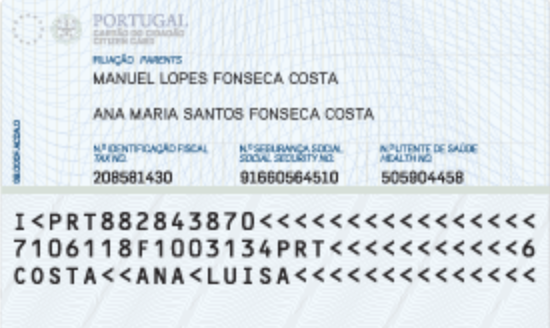 PORTUGAL
CARTÃO DE CIDADÃO
CITIZEN CARD
FILIAÇÃO PARENTS
MANUEL LOPES FONSECA COSTA
ANA MARIA SANTOS FONSECA COSTA
N.º IDENTIFICAÇÃO FISCAL N.º SEGURANÇA SOCIAL N.º UTENTE DE SAÚDE
TAX NO. SOCIAL SECURITY NO. HEALTH NO.
208581430 91660564510 505904458
I<PRT882843870<<<<<<<<<<<<<<<
7106118F1003134PRT<<<<<<<<<<<6
COSTA<<ANA<LUISA<<<<<<<<<<<<<<